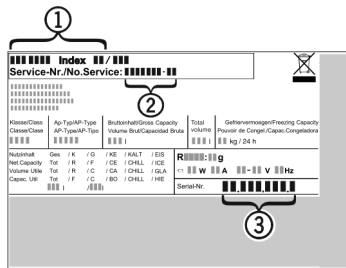 1
Index /
Service-Nr./No.Service: -
2
Klasse/Class
Classe/Clase
Ap-Typ/AP-Type
AP-Type/AP-Tipo
Bruttoinhalt/Gross Capacity
Volume Brut/Capacidad Bruta
l
Total
volume
l
Gefriervermoegen/Freezing Capacity
Pouvoir de Congel./Capac.Congeladora
kg / 24 h
Nutzinhalt Ges / K / G / KE / KALT / EIS
Net.Capacity Tot / R / F / CE / CHILL / ICE
Volume Utile Tot / R / C / CA / CHILL / GLA
Capac. Util Tot / F / C / BO / CHILL / HIE
l / l
R : g
W A - V Hz
Serial-Nr. . . .
3